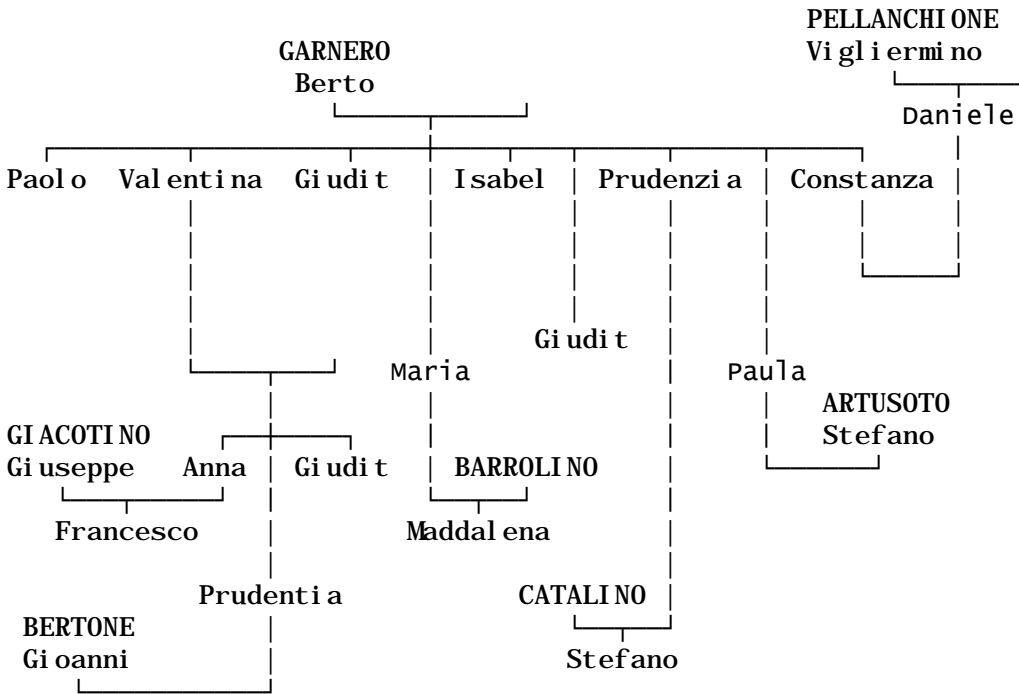 PELLANCHIONE
GARNERO Vigliermino
Berto
Daniele
Paolo Valentina Giudit Isabel Prudenzia Constanza
Giudit
Maria Paula
ARTUSOTO
GIACOTINO Stefano
Giuseppe Anna Giudit BARROLINO
Francesco Maddalena
Prudentia CATALINO
BERTONE
Gioanni Stefano